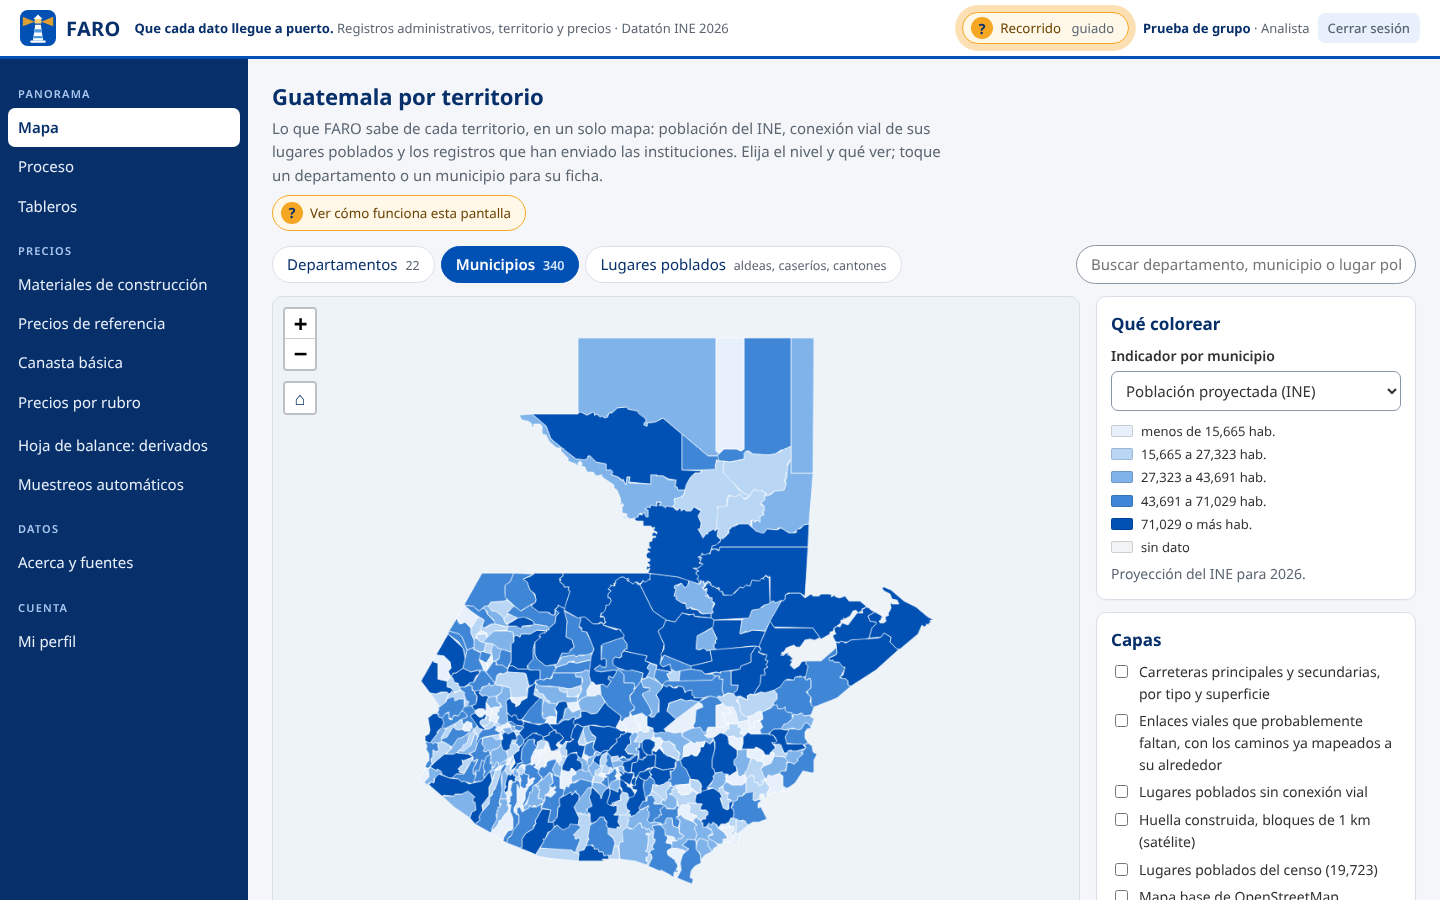 FARO
Que cada dato llegue a puerto. Registros administrativos, territorio y precios · Datatón INE 2026
? Recorrido guiado
Prueba de grupo · Analista
Cerrar sesión
PANORAMA
Mapa
Proceso
Tableros
PRECIOS
Materiales de construcción
Precios de referencia
Canasta básica
Precios por rubro
Hoja de balance: derivados
Muestreos automáticos
DATOS
Acerca y fuentes
CUENTA
Mi perfil
Guatemala por territorio
Lo que FARO sabe de cada territorio, en un solo mapa: población del INE, conexión vial de sus
lugares poblados y los registros que han enviado las instituciones. Elija el nivel y qué ver; toque
un departamento o un municipio para su ficha.
? Ver cómo funciona esta pantalla
Departamentos 22
Municipios 340
Lugares poblados aldeas, caseríos, cantones
Buscar departamento, municipio o lugar pol
+
−
⌂
Qué colorear
Indicador por municipio
Población proyectada (INE)
menos de 15,665 hab.
15,665 a 27,323 hab.
27,323 a 43,691 hab.
43,691 a 71,029 hab.
71,029 o más hab.
sin dato
Proyección del INE para 2026.
Capas
Carreteras principales y secundarias,
por tipo y superficie
Enlaces viales que probablemente
faltan, con los caminos ya mapeados a
su alrededor
Lugares poblados sin conexión vial
Huella construida, bloques de 1 km
(satélite)
Lugares poblados del censo (19,723)
Mapa base de OpenStreetMap